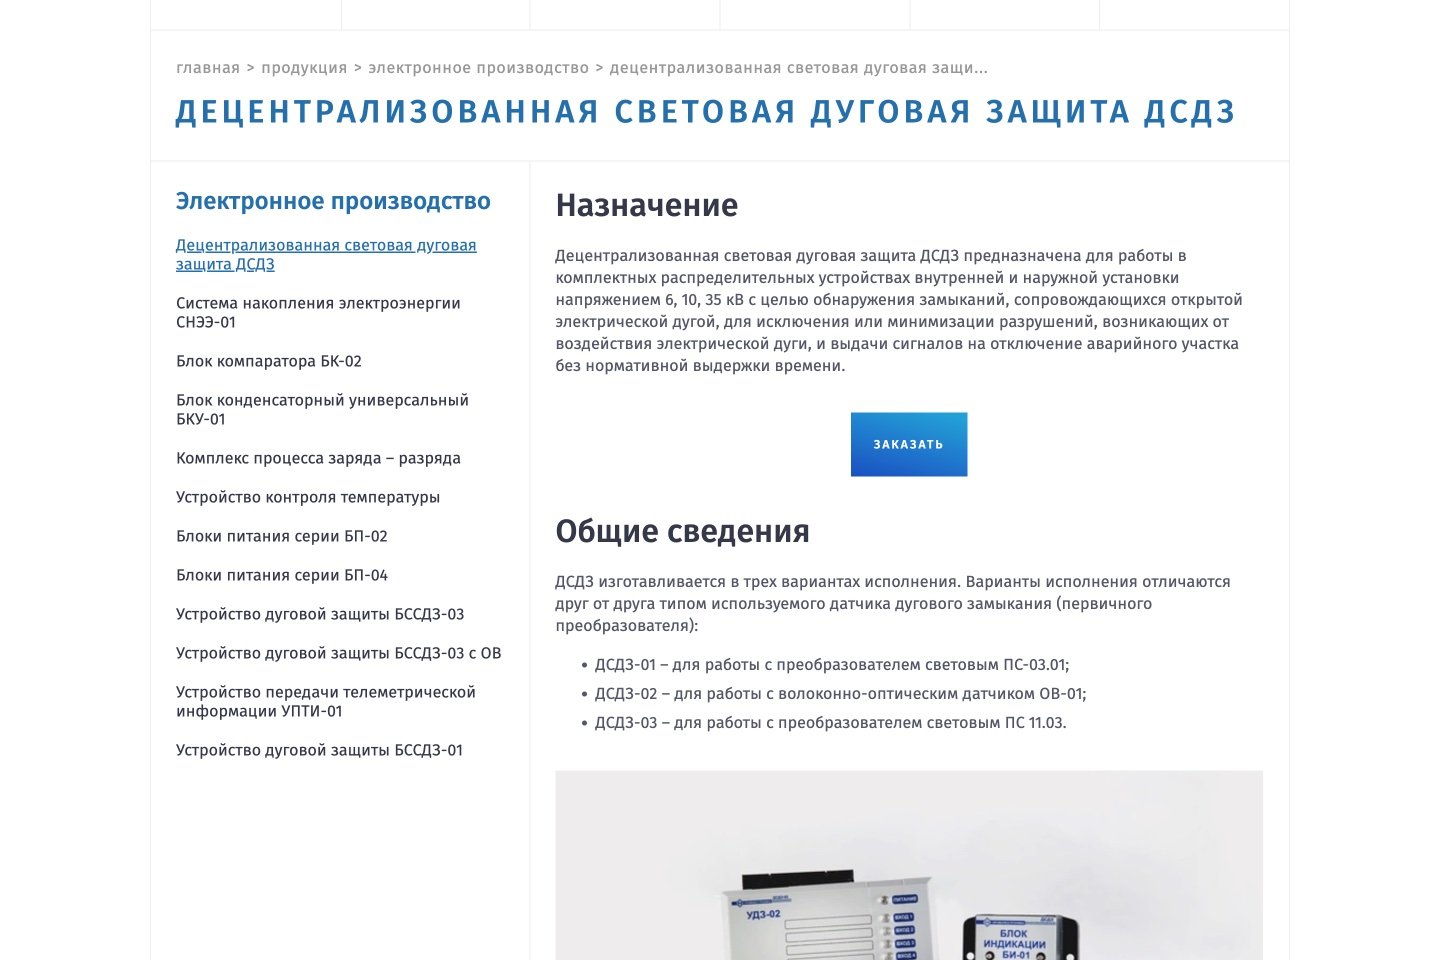 главная > продукция > электронное производство > децентрализованная световая дуговая защи...
ДЕЦЕНТРАЛИЗОВАННАЯ СВЕТОВАЯ ДУГОВАЯ ЗАЩИТА ДСДЗ
Электронное производство
Децентрализованная световая дуговая
защита ДСДЗ
Система накопления электроэнергии
СНЭЭ-01
Блок компаратора БК-02
Блок конденсаторный универсальный
БКУ-01
Комплекс процесса заряда – разряда
Устройство контроля температуры
Блоки питания серии БП-02
Блоки питания серии БП-04
Устройство дуговой защиты БССДЗ-03
Устройство дуговой защиты БССДЗ-03 с ОВ
Устройство передачи телеметрической
информации УПТИ-01
Устройство дуговой защиты БССДЗ-01
Назначение
Децентрализованная световая дуговая защита ДСДЗ предназначена для работы в
комплектных распределительных устройствах внутренней и наружной установки
напряжением 6, 10, 35 кВ с целью обнаружения замыканий, сопровождающихся открытой
электрической дугой, для исключения или минимизации разрушений, возникающих от
воздействия электрической дуги, и выдачи сигналов на отключение аварийного участка
без нормативной выдержки времени.
ЗАКАЗАТЬ
Общие сведения
ДСДЗ изготавливается в трех вариантах исполнения. Варианты исполнения отличаются
друг от друга типом используемого датчика дугового замыкания (первичного
преобразователя):
• ДСДЗ-01 – для работы с преобразователем световым ПС-03.01;
• ДСДЗ-02 – для работы с волоконно-оптическим датчиком ОВ-01;
• ДСДЗ-03 – для работы с преобразователем световым ПС 11.03.
УДЗ-02
ПИТАНИЕ
ВХОД 1
ВХОД 2
ВХОД 3
ВХОД 4
БЛОК
ИНДИКАЦИИ
БИ-01